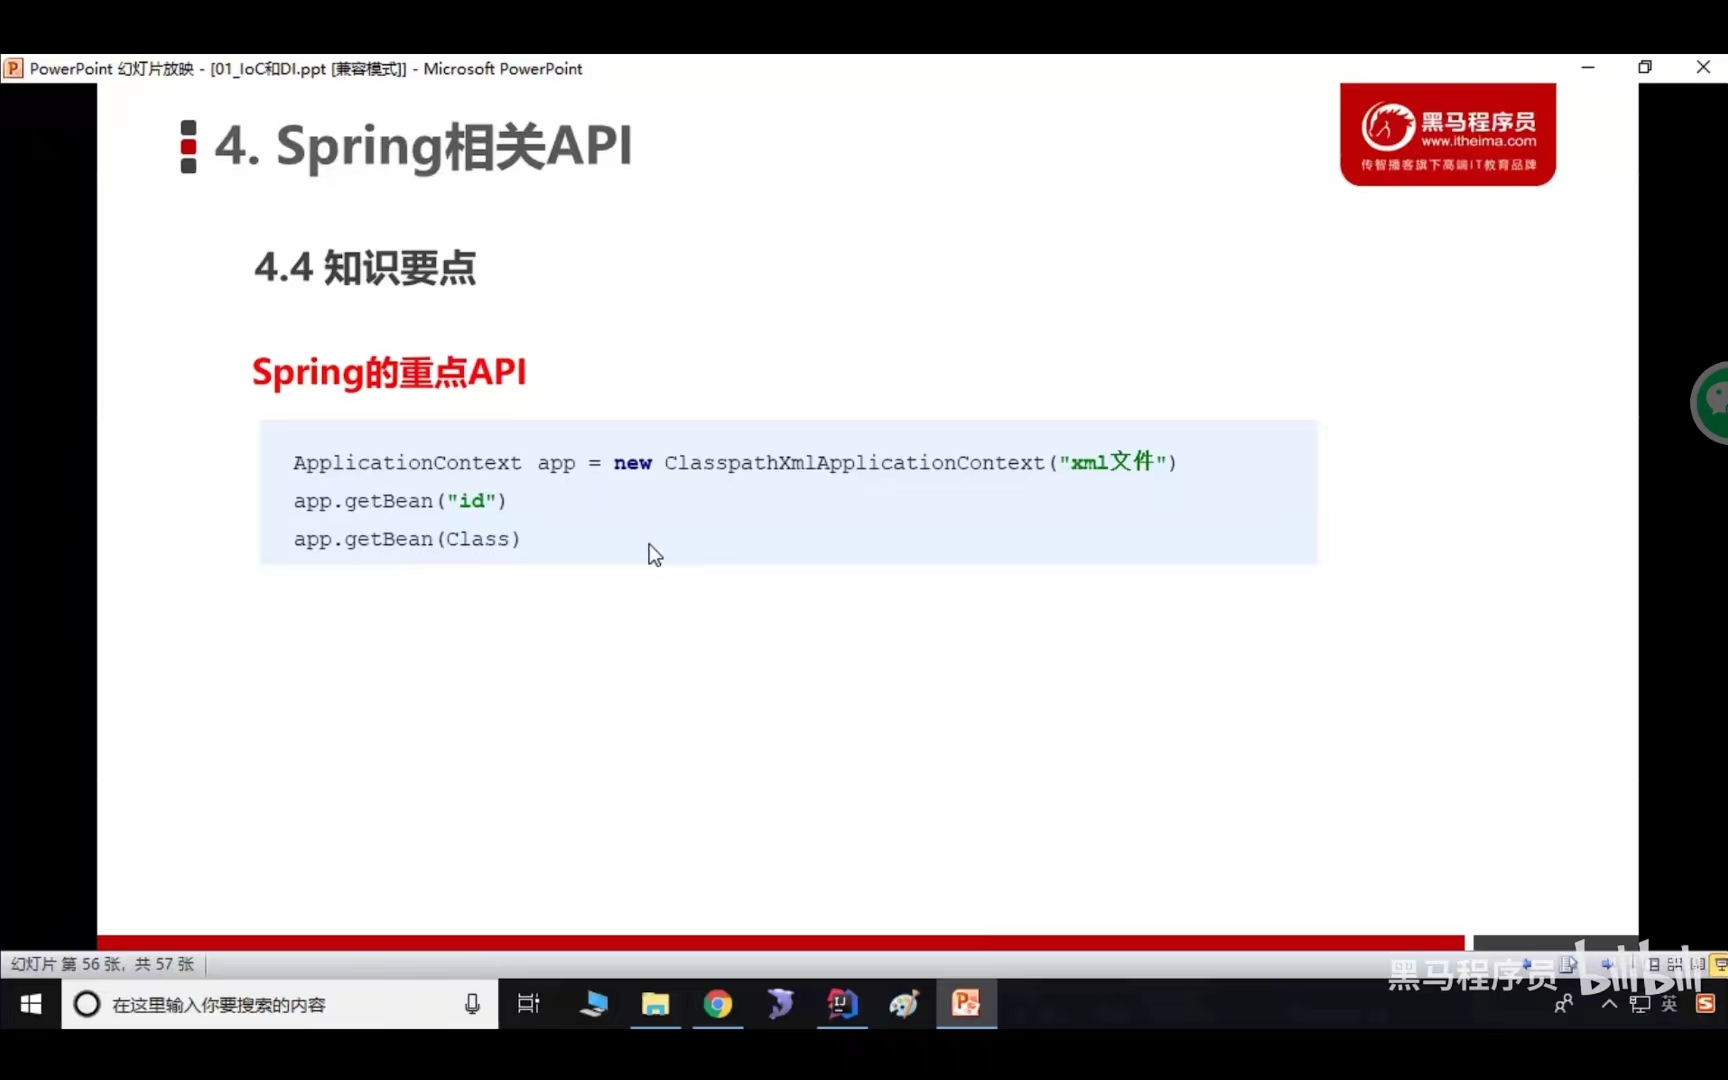 PowerPoint 幻灯片放映 - [01_IoC和DI.ppt [兼容模式]] - Microsoft PowerPoint
4. Spring相关API
黑马程序员
www.itheima.com
传智播客旗下高端IT教育品牌
4.4 知识要点
Spring的重点API
ApplicationContext app = new ClasspathXmlApplicationContext("xml文件")
app.getBean("id")
app.getBean(Class)
幻灯片 第 56 张，共 57 张
黑马程序员 bilibili
在这里输入你要搜索的内容
英